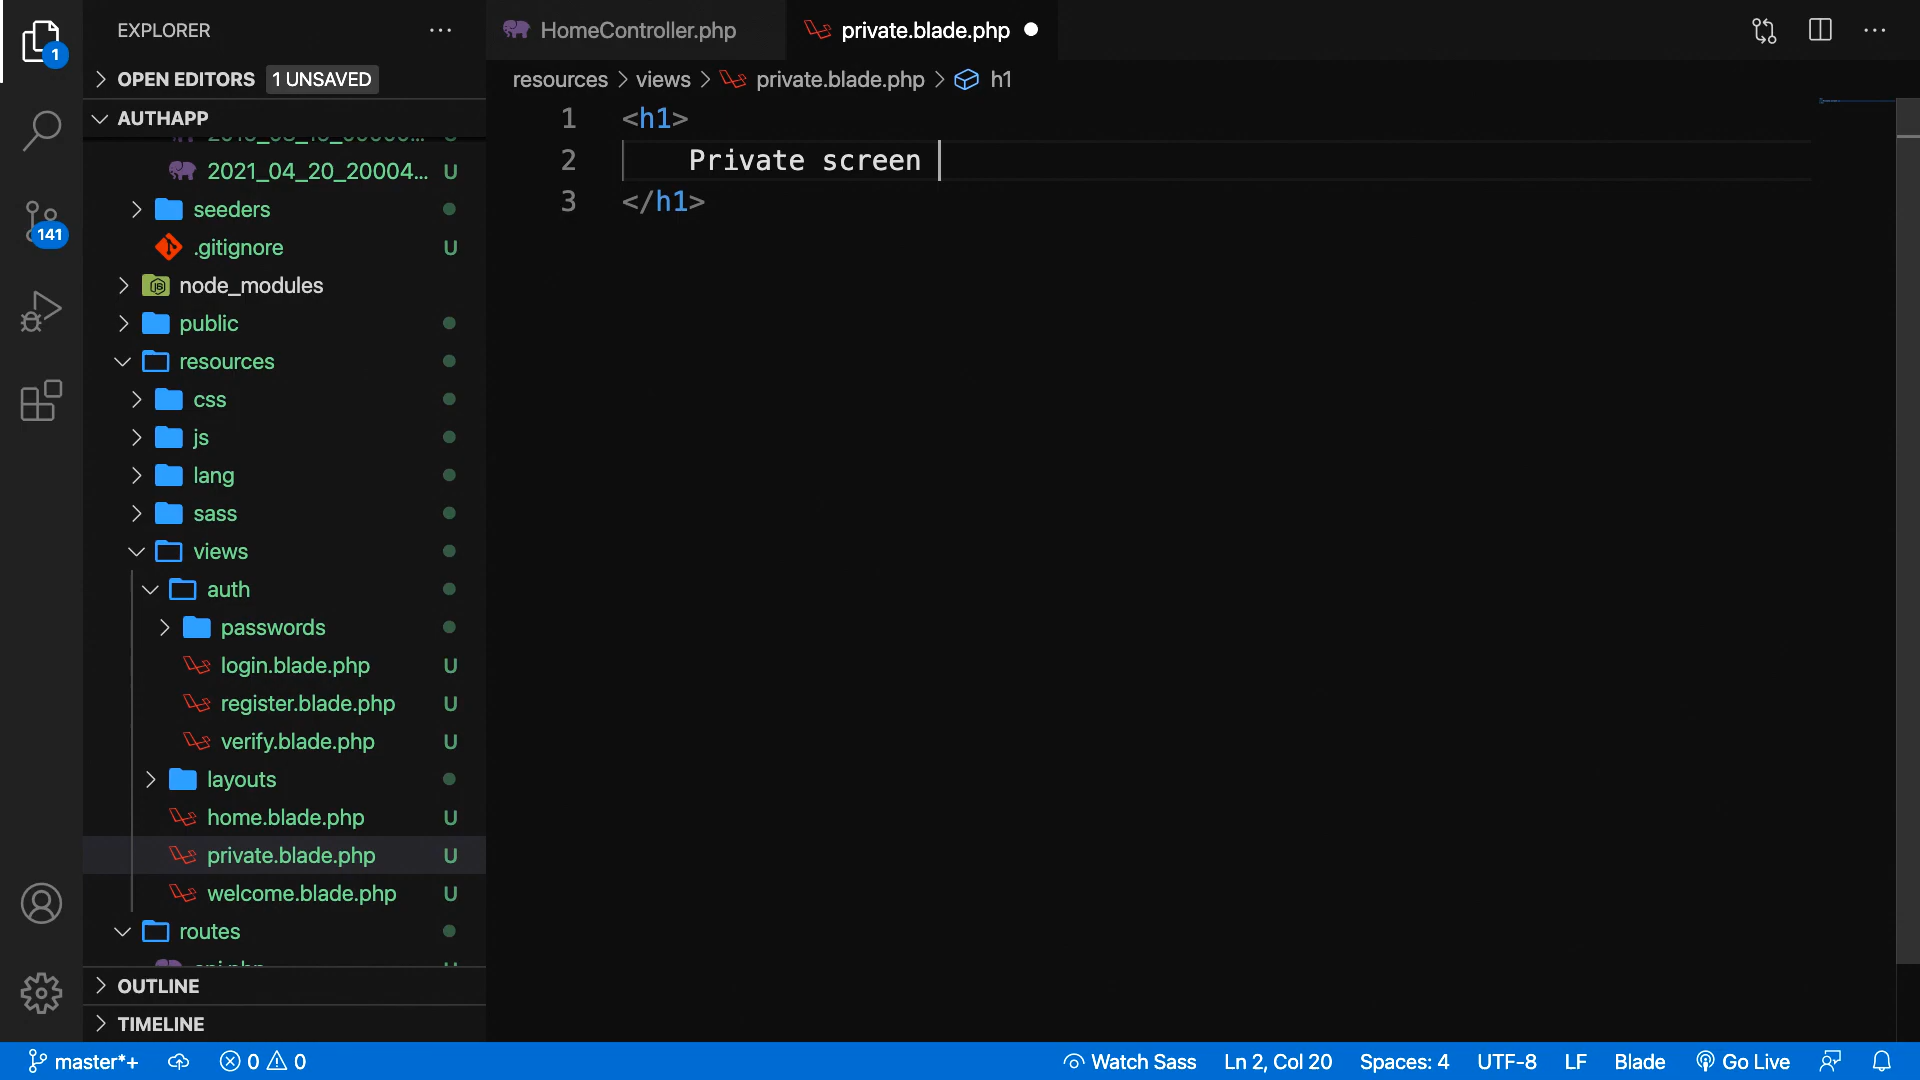 EXPLORER
HomeController.php
private.blade.php
1
OPEN EDITORS
1 UNSAVED
resources
views
private.blade.php
h1
AUTHAPP
1 <h1>
2 Private screen
3 </h1>
2021_04_20_20004... U
seeders
141
.gitignore U
node_modules
public
resources
css
js
lang
sass
views
auth
passwords
login.blade.php U
register.blade.php U
verify.blade.php U
layouts
home.blade.php U
private.blade.php U
welcome.blade.php U
routes
OUTLINE
TIMELINE
master*+
0
0
Watch Sass
Ln 2, Col 20
Spaces: 4
UTF-8
LF
Blade
Go Live